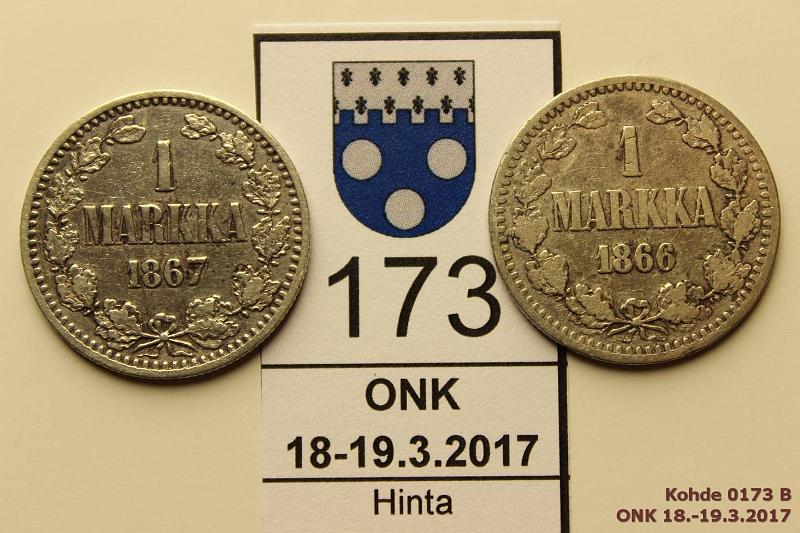 1
MARKKA
1867
1
MARKKA
1866
173
ONK
18-19.3.2017
Hinta
Kohde 0173 B
ONK 18.-19.3.2017